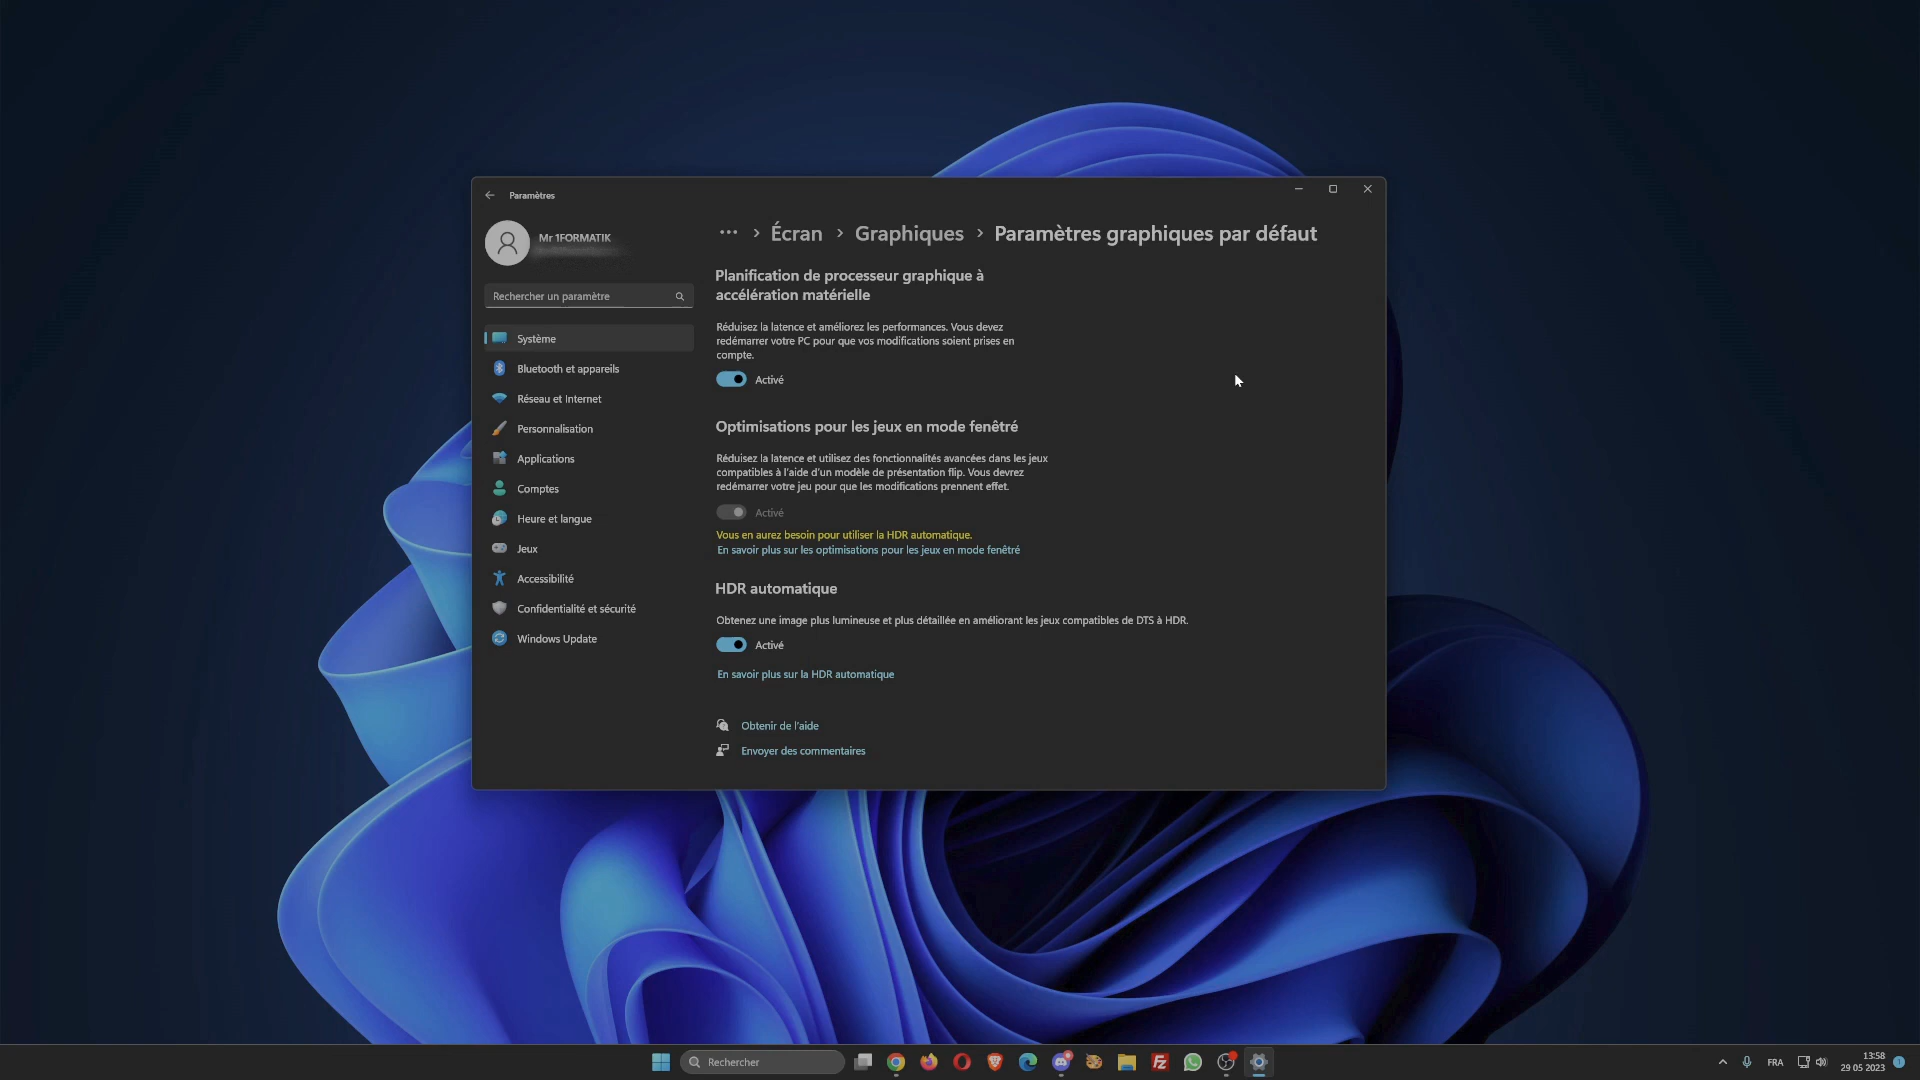 Paramètres
Mr 1FORMATIK
Rechercher un paramètre
Système
Bluetooth et appareils
Réseau et Internet
Personnalisation
Applications
Comptes
Heure et langue
Jeux
Accessibilité
Confidentialité et sécurité
Windows Update
··· > Écran > Graphiques > Paramètres graphiques par défaut
Planification de processeur graphique à
accélération matérielle
Réduisez la latence et améliorez les performances. Vous devez
redémarrer votre PC pour que vos modifications soient prises en
compte.
Activé
Optimisations pour les jeux en mode fenêtré
Réduisez la latence et utilisez des fonctionnalités avancées dans les jeux
compatibles à l'aide d'un modèle de présentation flip. Vous devrez
redémarrer votre jeu pour que les modifications prennent effet.
Activé
Vous en aurez besoin pour utiliser la HDR automatique.
En savoir plus sur les optimisations pour les jeux en mode fenêtré
HDR automatique
Obtenez une image plus lumineuse et plus détaillée en améliorant les jeux compatibles de DTS à HDR.
Activé
En savoir plus sur la HDR automatique
Obtenir de l'aide
Envoyer des commentaires
Rechercher
FZ
FRA
13:58
29 05 2023
1